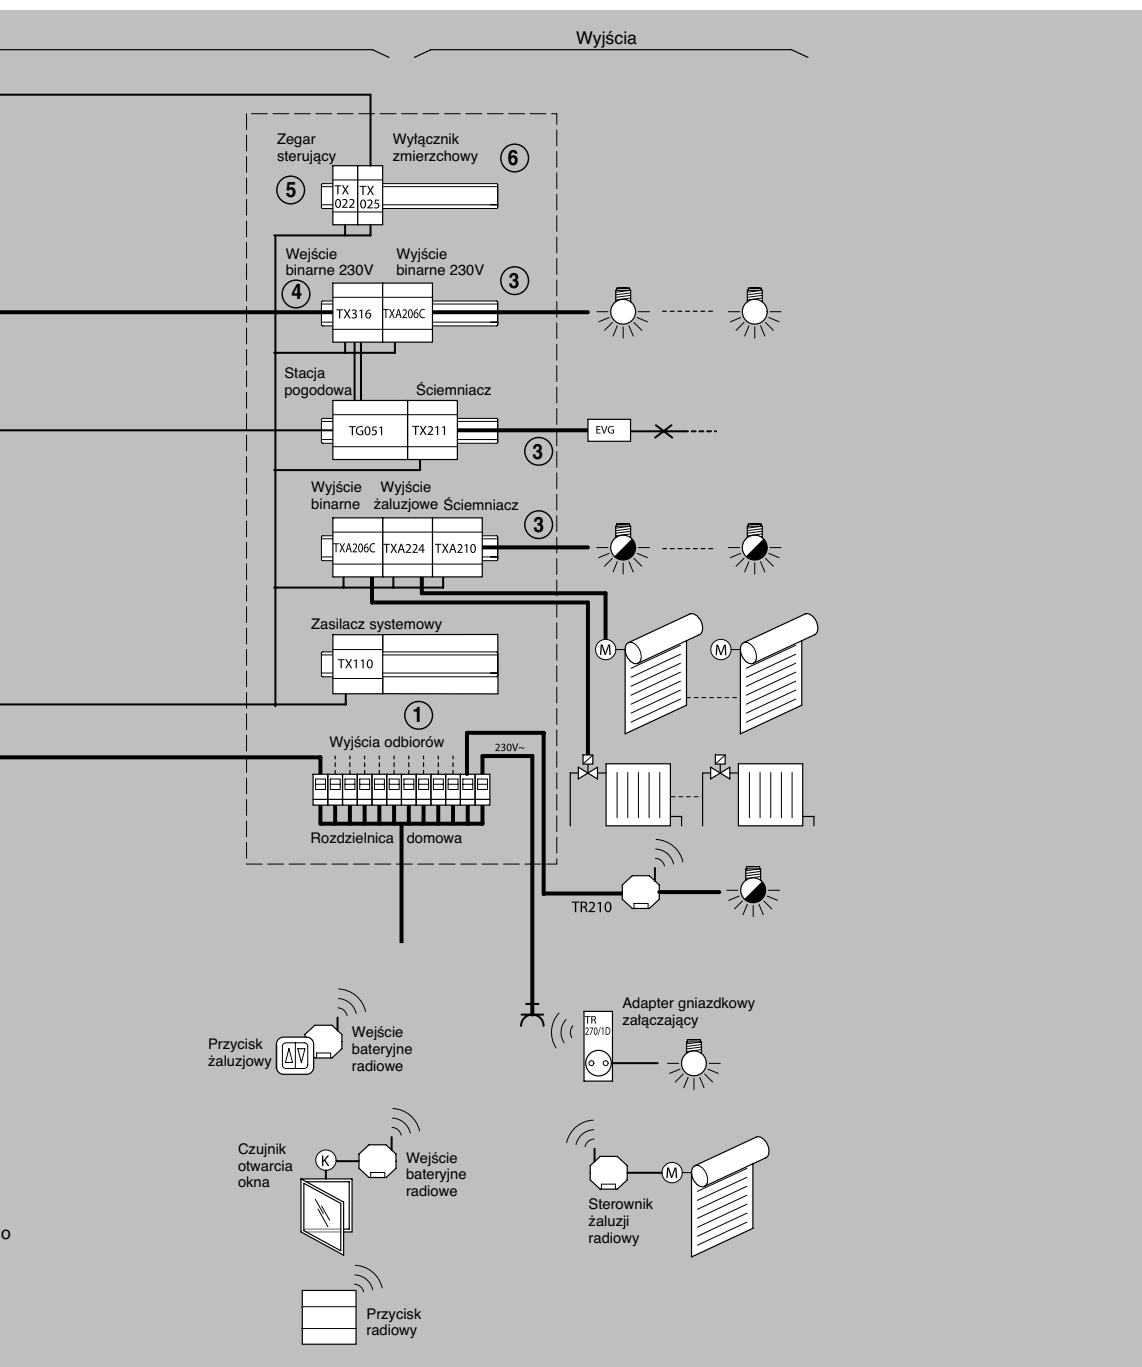 Wyjścia
Zegar
sterujący
Wyłącznik
zmierzchowy
6
5
TX
022
TX
025
Wejście
binarne 230V
Wyjście
binarne 230V
4
3
TX316
TXA206C
Stacja
pogodowa
Ściemniacz
TG051
TX211
EVG
3
Wyjście
binarne
Wyjście
żaluzjowe
Ściemniacz
3
TXA206C
TXA224
TXA210
Zasilacz systemowy
TX110
M
M
1
Wyjścia odbiorów
230V~
Rozdzielnica domowa
TR210
Przycisk
żaluzjowy
Wejście
bateryjne
radiowe
Adapter gniazdkowy
załączający
TR
270/1D
Czujnik
otwarcia
okna
K
Wejście
bateryjne
radiowe
M
Sterownik
żaluzji
radiowy
o
Przycisk
radiowy